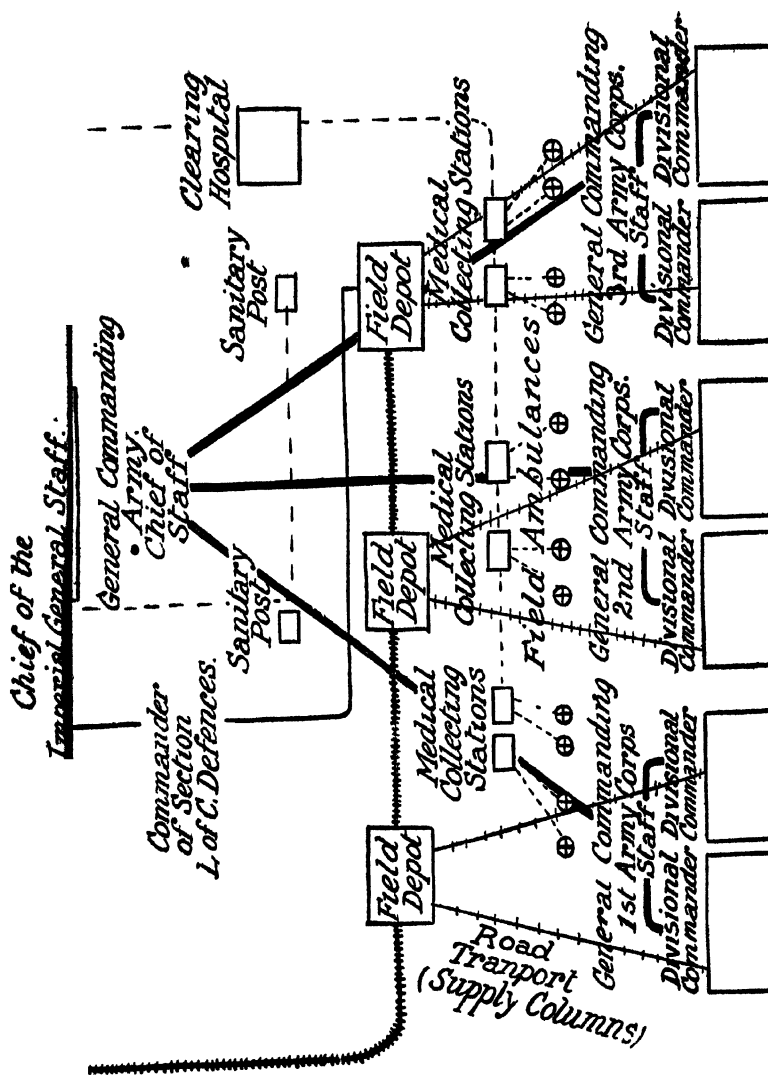 Chief of the
Imperial General Staff.
General Commanding
Army.
Chief of
Staff
Commander
of Section
L. of C. Defences.
Sanitary
Post
Sanitary
Post
Clearing
Hospital
Field
Depot
Field
Depot
Field
Depot
Medical
Collecting
Stations
Medical
Collecting Stations
Medical
Collecting Stations
Field Ambulances
Road
Tranport
(Supply Columns)
General Commanding
1st Army Corps
Staff
Divisional
Commander
Divisional
Commander
General Commanding
2nd Army Corps.
Staff
Divisional
Commander
Divisional
Commander
General Commanding
3rd Army Corps.
Staff
Divisional
Commander
Divisional
Commander